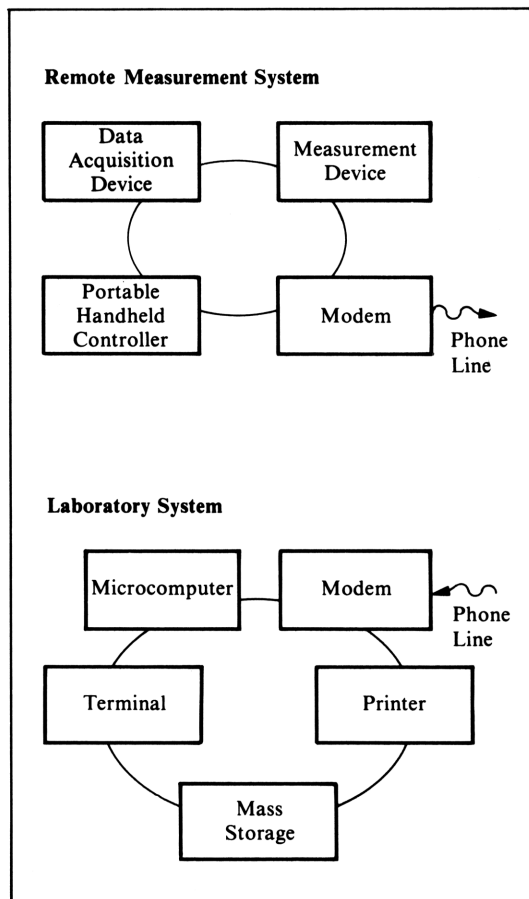 Remote Measurement System
Data
Acquisition
Device
Measurement
Device
Portable
Handheld
Controller
Modem
Phone
Line
Laboratory System
Microcomputer
Modem
Phone
Line
Terminal
Printer
Mass
Storage